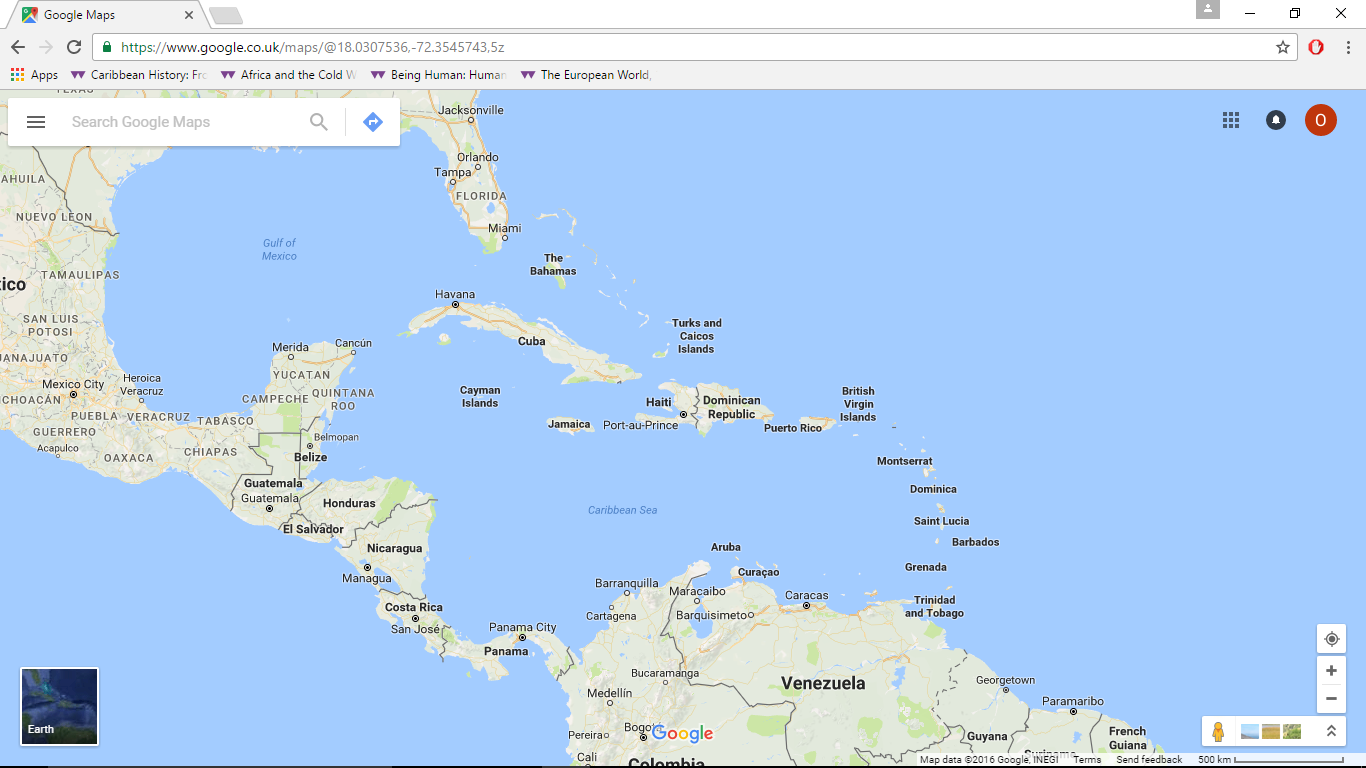 Google Maps
https://www.google.co.uk/maps/@18.0307536,-72.3545743,5z
Apps
Caribbean History: Fro
Africa and the Cold W
Being Human: Human
The European World,
TEXAS
Search Google Maps
O
Jacksonville
Orlando
Tampa
FLORIDA
Miami
AHUILA
NUEVO LEON
Gulf of
Mexico
The
Bahamas
TAMAULIPAS
ico
Havana
SAN LUIS
POTOSI
Turks and
Caicos
Islands
Cuba
Merida
Cancún
UANAJUATO
YUCATAN
Mexico City
Heroica
Veracruz
CAMPECHE
QUINTANA
ROO
Cayman
Islands
Haiti
Dominican
Republic
British
Virgin
Islands
CHOACÁN
PUEBLA
VERACRUZ
TABASCO
Jamaica
Port-au-Prince
Puerto Rico
GUERRERO
Belmopan
Acapulco
OAXACA
CHIAPAS
Belize
Montserrat
Guatemala
Guatemala
Dominica
Honduras
Caribbean Sea
El Salvador
Saint Lucia
Barbados
Nicaragua
Aruba
Managua
Curaçao
Grenada
Barranquilla
Maracaibo
Caracas
Costa Rica
Cartagena
Barquisimeto
Trinidad
and Tobago
San José
Panama City
Panama
Bucaramanga
Venezuela
Georgetown
Medellín
Paramaribo
Earth
Pereira
Bogotá
Google
Guyana
French
Guiana
Cali
Colombia
Suriname
Map data ©2016 Google, INEGI
Terms
Send feedback
500 km